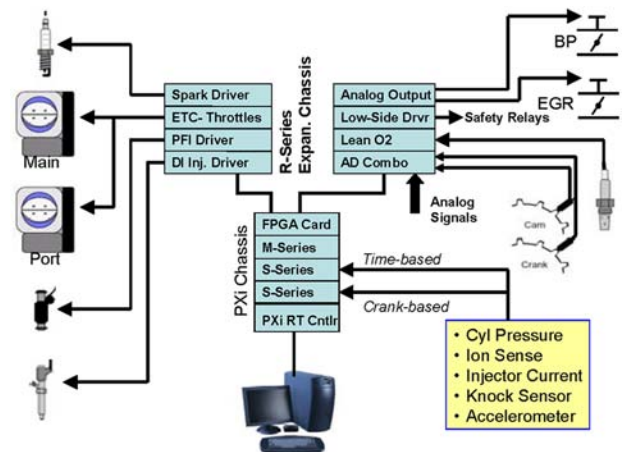 Spark Driver
ETC- Throttles
PFI Driver
DI Inj. Driver
R-Series
Expan. Chassis
Analog Output
Low-Side Drvr
Lean O2
AD Combo
BP
EGR
Safety Relays
Main
Port
Analog
Signals
Cam
Crank
PXi Chassis
FPGA Card
M-Series
S-Series
S-Series
PXi RT Cntlr
Time-based
Crank-based
• Cyl Pressure
• Ion Sense
• Injector Current
• Knock Sensor
• Accelerometer